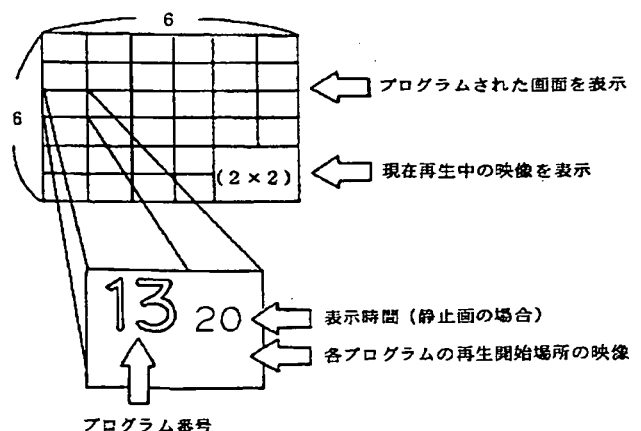 6
6
プログラムされた画面を表示
(2×2)
現在再生中の映像を表示
13
20
表示時間(静止画の場合)
各プログラムの再生開始場所の映像
プログラム番号